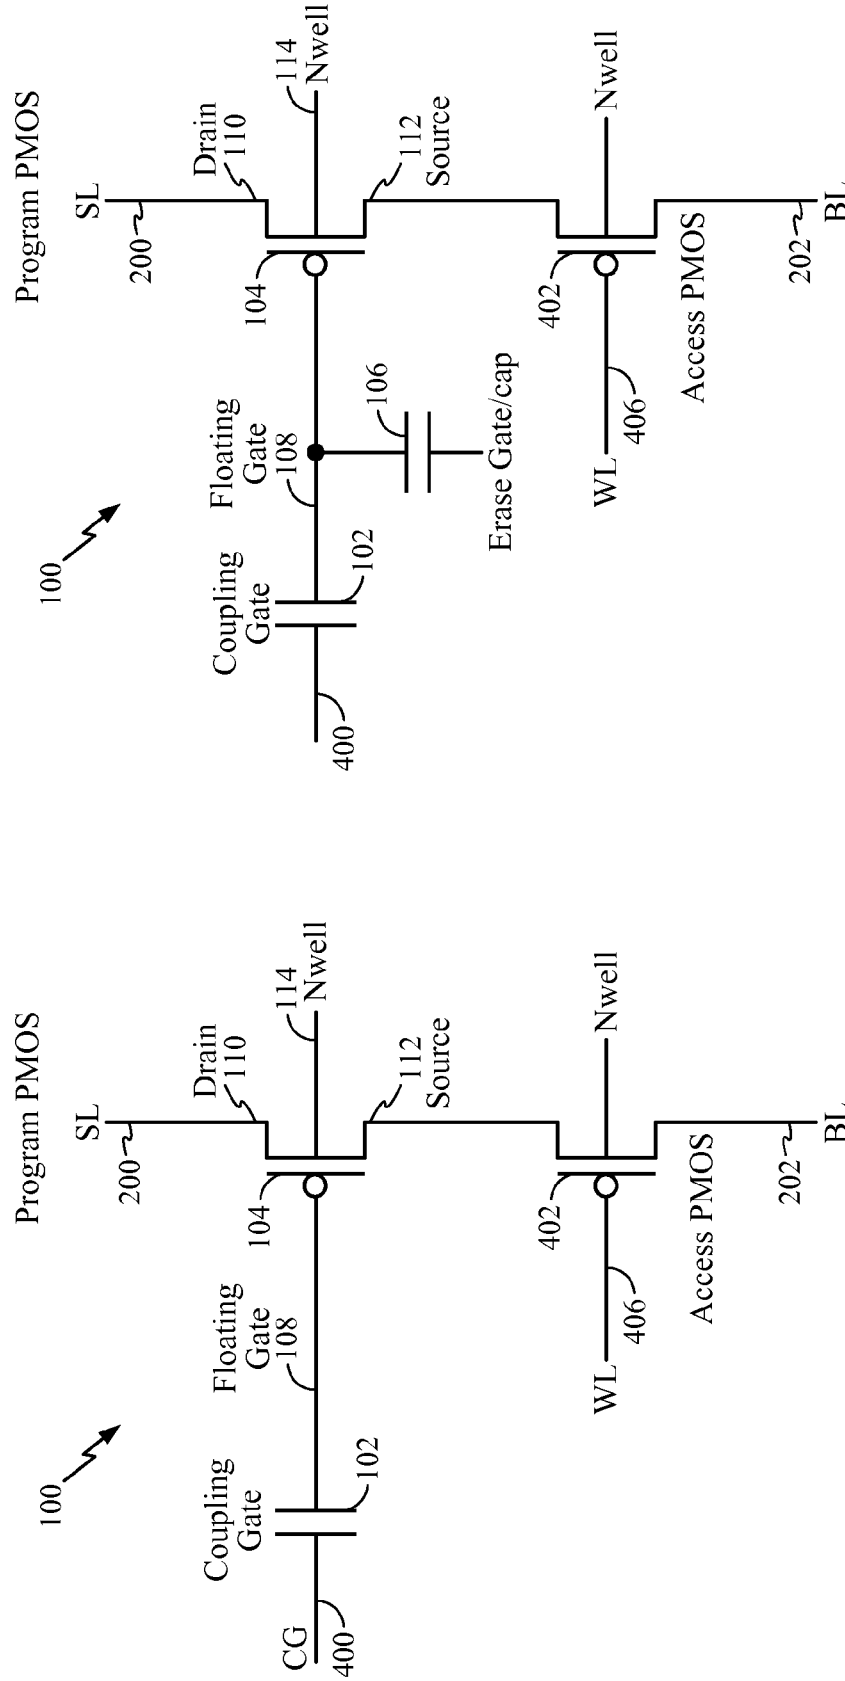 100
Program PMOS
SL
200
Drain
110
Coupling
Gate
Floating
Gate
108
CG
400
102
104
114
Nwell
112
Source
WL
406
402
Nwell
Access PMOS
202
BL
100
Program PMOS
SL
200
Drain
110
Coupling
Gate
Floating
Gate
108
400
102
106
Erase Gate/cap
104
114
Nwell
112
Source
WL
406
402
Nwell
Access PMOS
202
BL